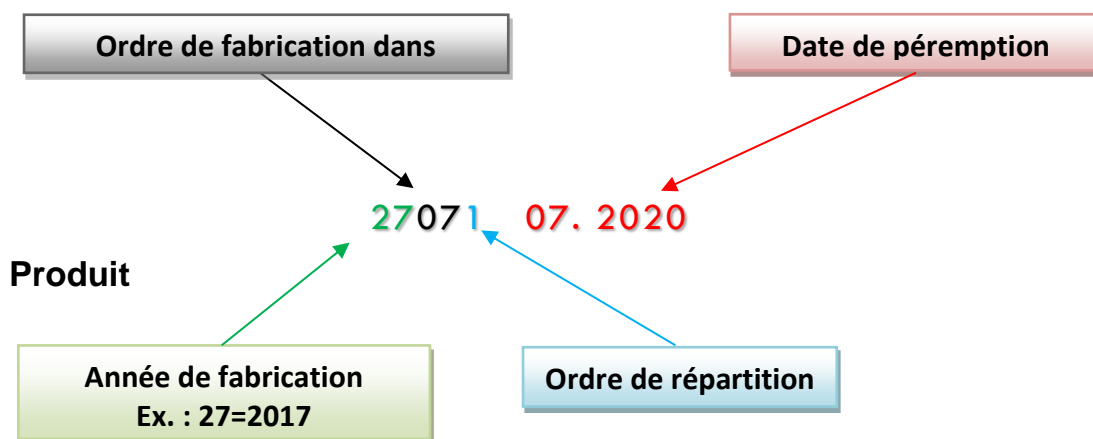 Ordre de fabrication dans
Date de péremption
27071 07. 2020
Produit
Année de fabrication
Ex. : 27=2017
Ordre de répartition